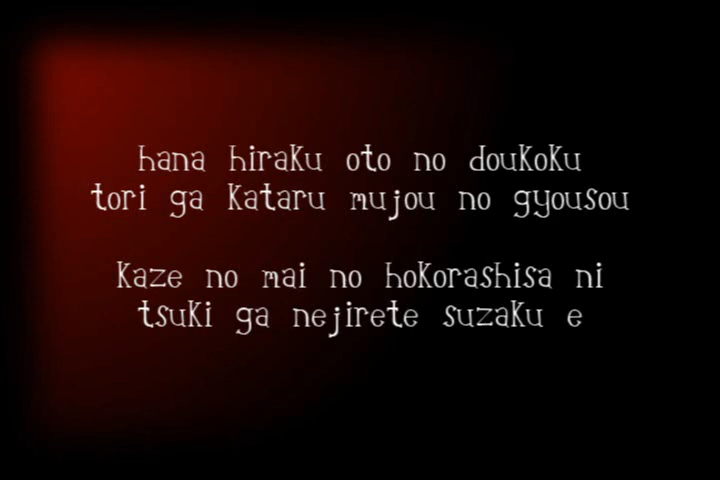 hana hiraku oto no doukoku
tori ga kataru mujou no gyousou
kaze no mai no hokorashisa ni
tsuki ga nejirete suzaku e